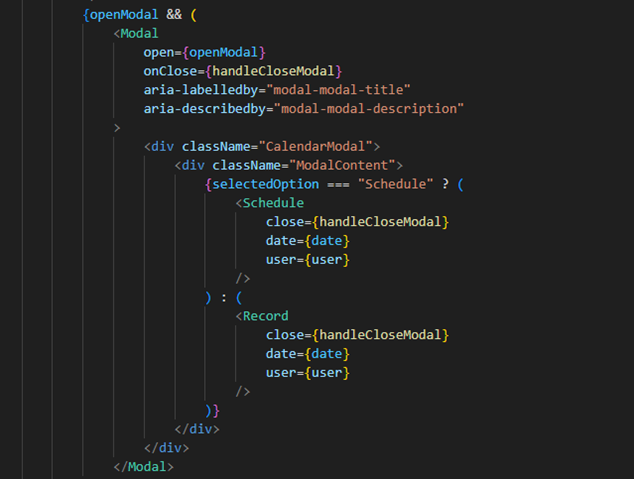 {openModal && (
<Modal
open={openModal}
onClose={handleCloseModal}
aria-labelledby="modal-modal-title"
aria-describedby="modal-modal-description"
>
<div className="CalendarModal">
<div className="ModalContent">
{selectedOption === "Schedule" ? (
<Schedule
close={handleCloseModal}
date={date}
user={user}
/>
) : (
<Record
close={handleCloseModal}
date={date}
user={user}
/>
)}
</div>
</div>
</Modal>